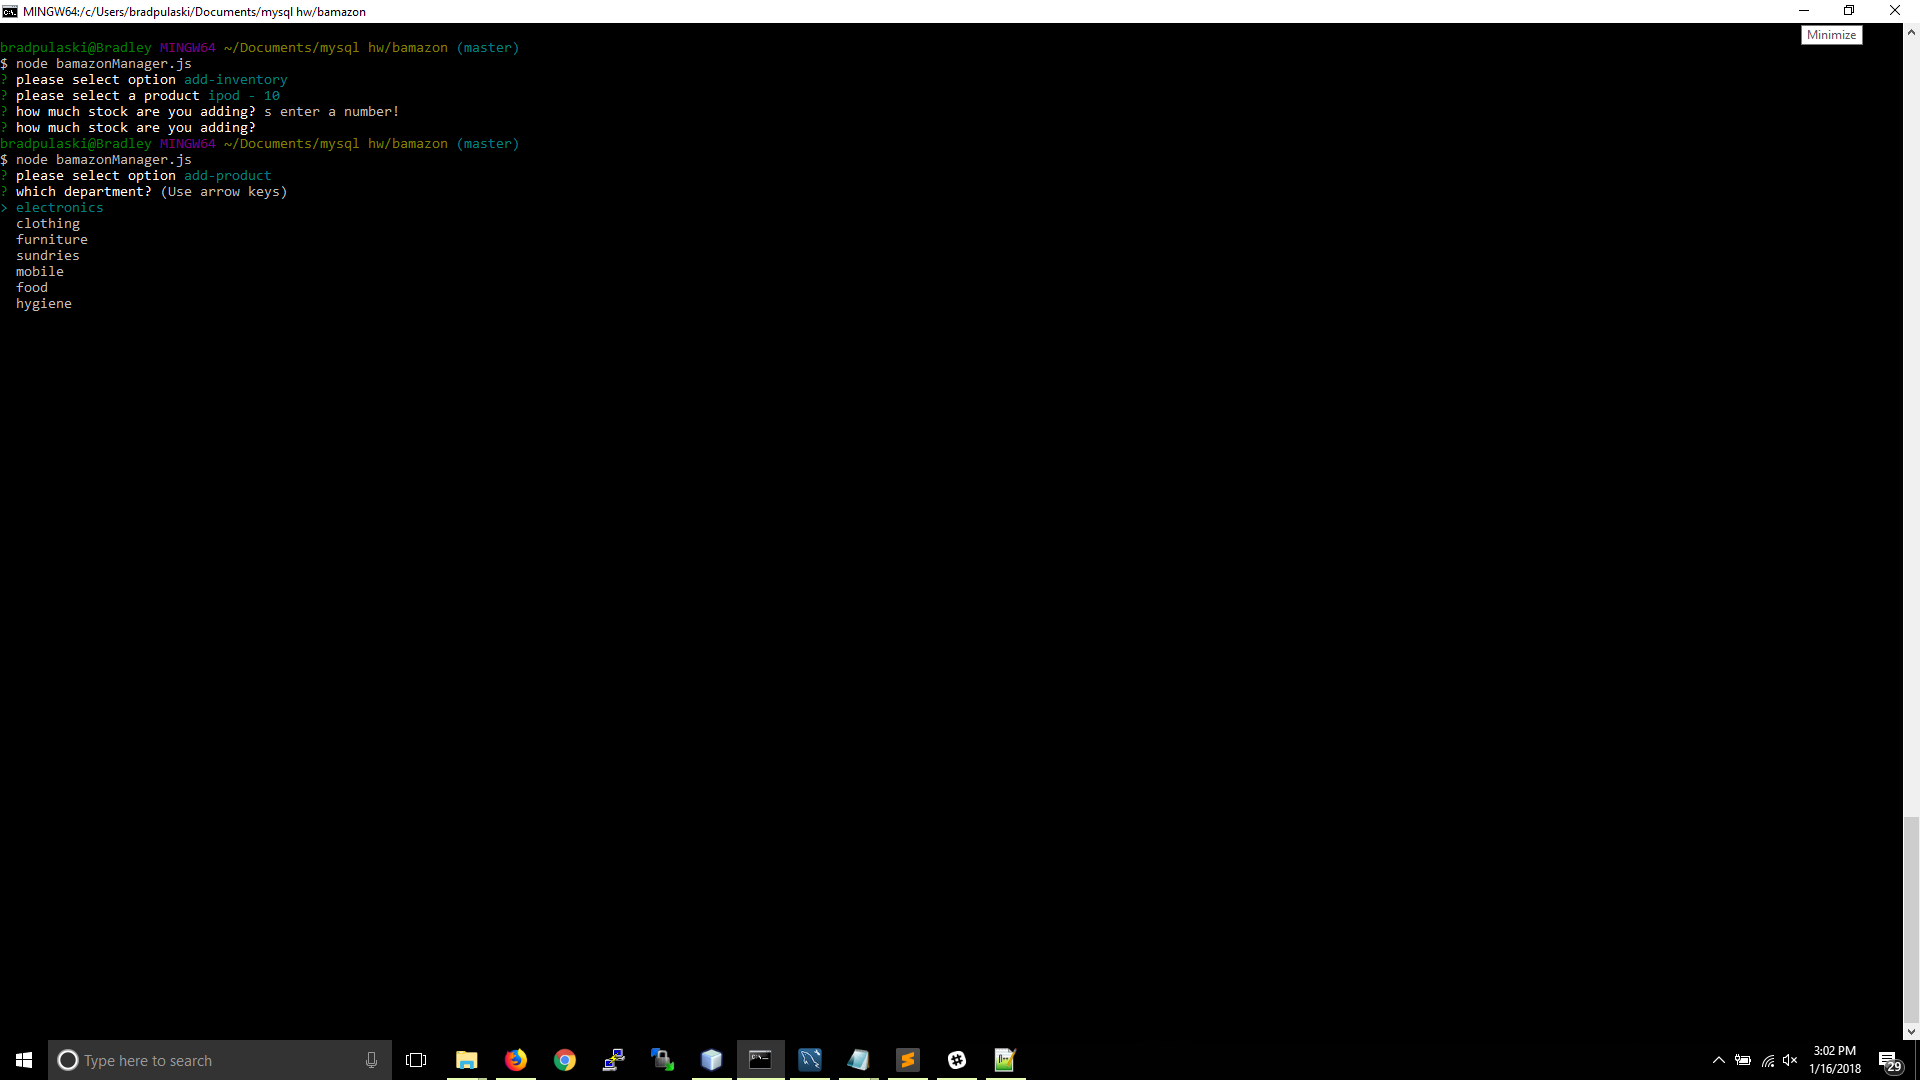 MINGW64:/c/Users/bradpulaski/Documents/mysql hw/bamazon
Minimize
bradpulaski@Bradley MINGW64 ~/Documents/mysql hw/bamazon (master)
$ node bamazonManager.js
? please select option add-inventory
? please select a product ipod - 10
? how much stock are you adding? s enter a number!
? how much stock are you adding?
bradpulaski@Bradley MINGW64 ~/Documents/mysql hw/bamazon (master)
$ node bamazonManager.js
? please select option add-product
? which department? (Use arrow keys)
> electronics
clothing
furniture
sundries
mobile
food
hygiene
Type here to search
3:02 PM
1/16/2018
29